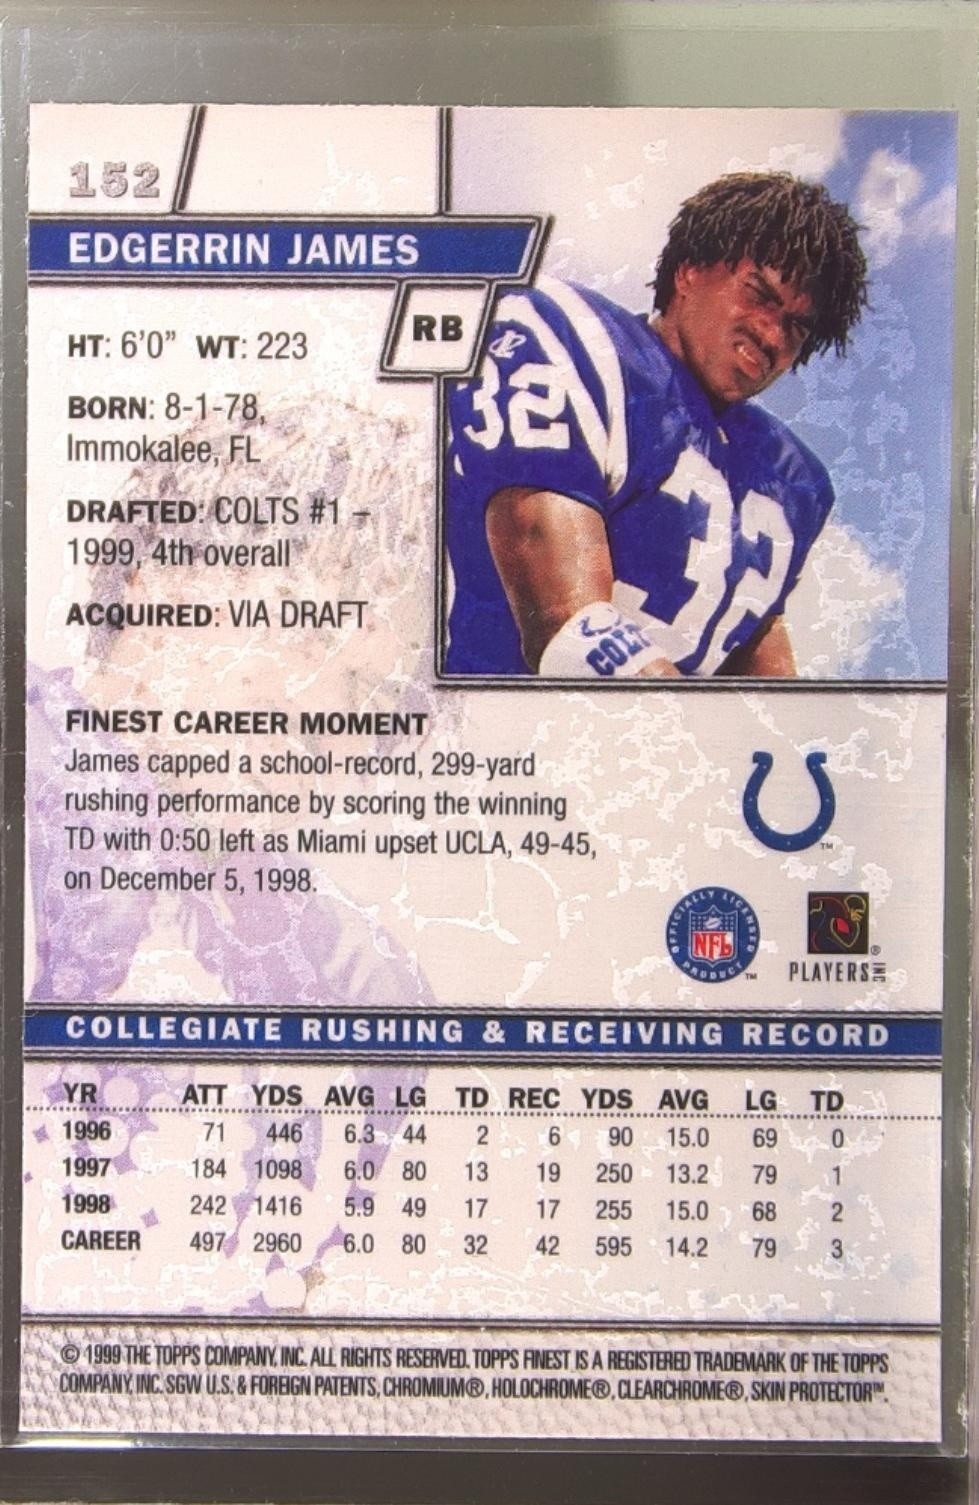 152
EDGERRIN JAMES
RB
HT: 6'0" WT: 223
BORN: 8-1-78,
Immokalee, FL
DRAFTED: COLTS #1 –
1999, 4th overall
ACQUIRED: VIA DRAFT
32
32
COLT
FINEST CAREER MOMENT
James capped a school-record, 299-yard
rushing performance by scoring the winning
TD with 0:50 left as Miami upset UCLA, 49-45,
on December 5, 1998.
TM
OFFICIALLY LICENSED
NFL
PRODUCT
TM
®
PLAYERS INC
COLLEGIATE RUSHING & RECEIVING RECORD
YR ATT YDS AVG LG TD REC YDS AVG LG TD
1996 71 446 6.3 44 2 6 90 15.0 69 0
1997 184 1098 6.0 80 13 19 250 13.2 79 1
1998 242 1416 5.9 49 17 17 255 15.0 68 2
CAREER 497 2960 6.0 80 32 42 595 14.2 79 3
© 1999 THE TOPPS COMPANY, INC. ALL RIGHTS RESERVED. TOPPS FINEST IS A REGISTERED TRADEMARK OF THE TOPPS
COMPANY, INC. SGW U.S. & FOREIGN PATENTS, CHROMIUM®, HOLOCHROME®, CLEARCHROME®, SKIN PROTECTOR™.